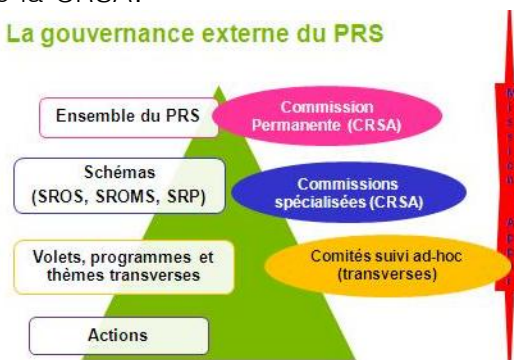 La gouvernance externe du PRS
Ensemble du PRS
Commission
Permanente (CRSA)
Schémas
(SROS, SROMS, SRP)
Commissions
spécialisées (CRSA)
Volets, programmes et
thèmes transverses
Comités suivi ad-hoc
(transverses)
Actions